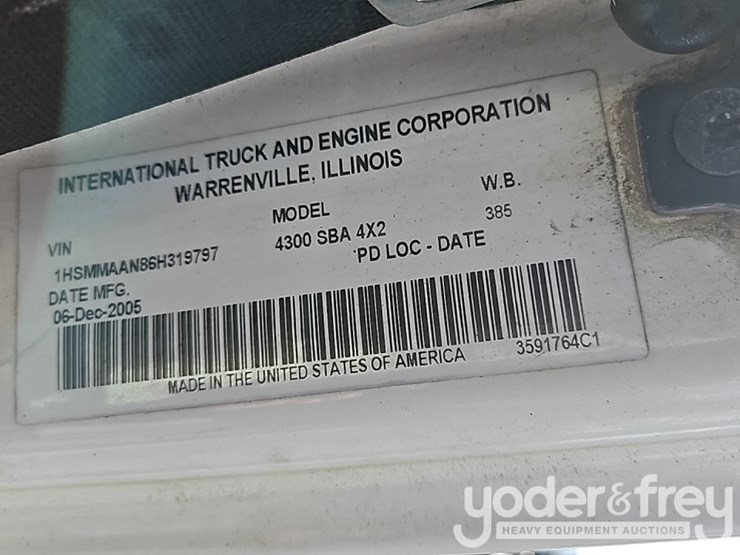 INTERNATIONAL TRUCK AND ENGINE CORPORATION
WARRENVILLE, ILLINOIS
VIN MODEL W.B.
1HSMMAAN86H319797 4300 SBA 4X2 385
DATE MFG. PD LOC - DATE
06-Dec-2005
MADE IN THE UNITED STATES OF AMERICA 3591764C1
yoder&frey
HEAVY EQUIPMENT AUCTIONS